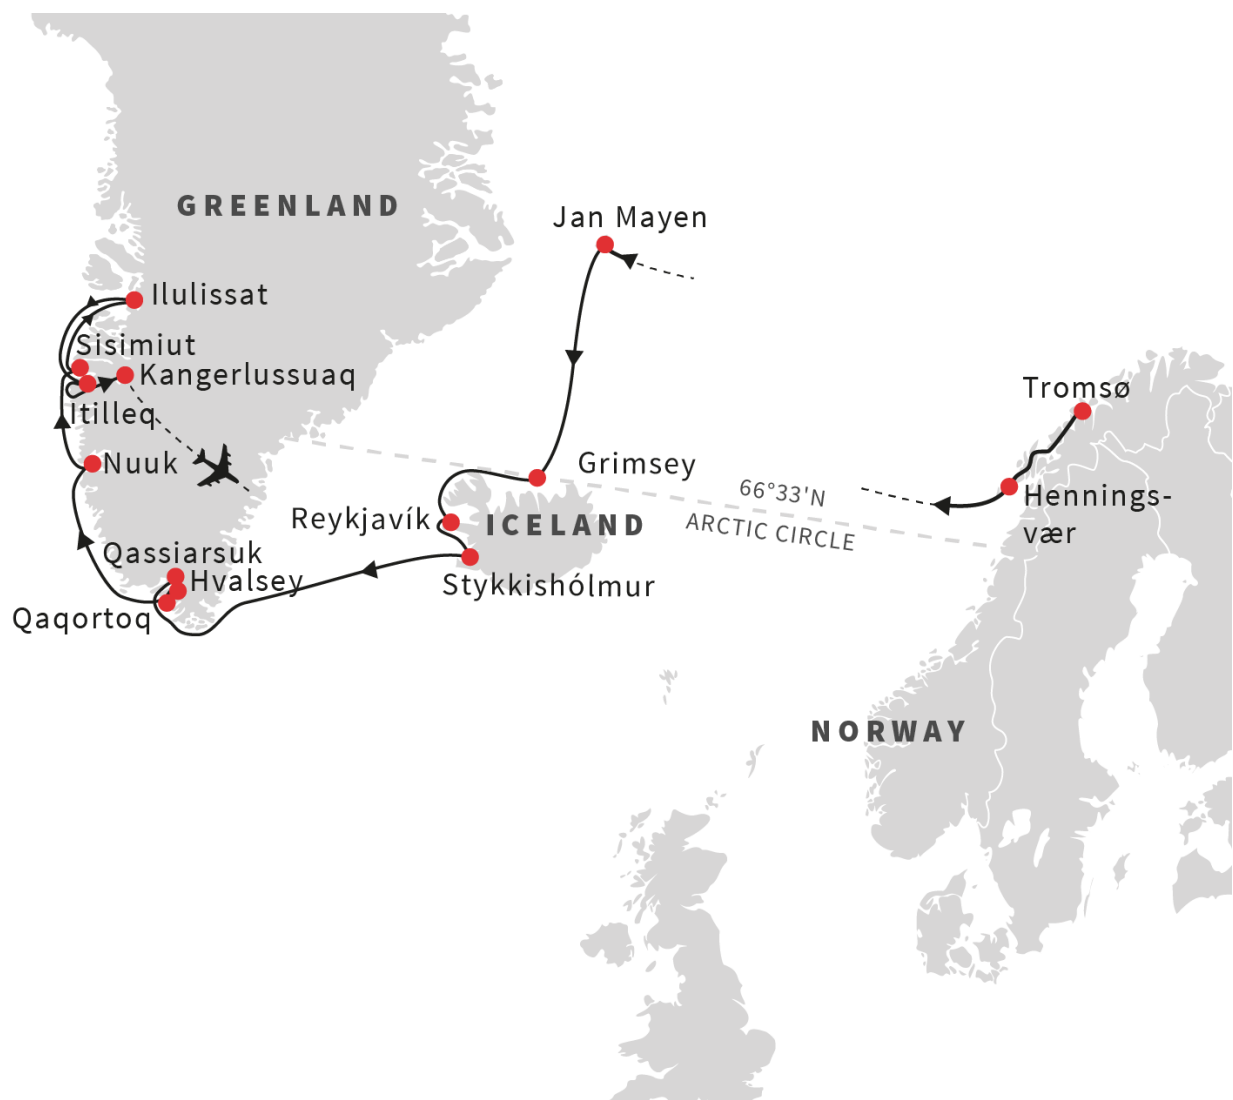 GREENLAND
Jan Mayen
Ilulissat
Sisimiut
Kangerlussuaq
Itilleq
Tromsø
Nuuk
Grimsey
66°33'N
Hennings-
vær
Reykjavík
ICELAND
ARCTIC CIRCLE
Qassiarsuk
Hvalsey
Stykkishólmur
Qaqortoq
NORWAY